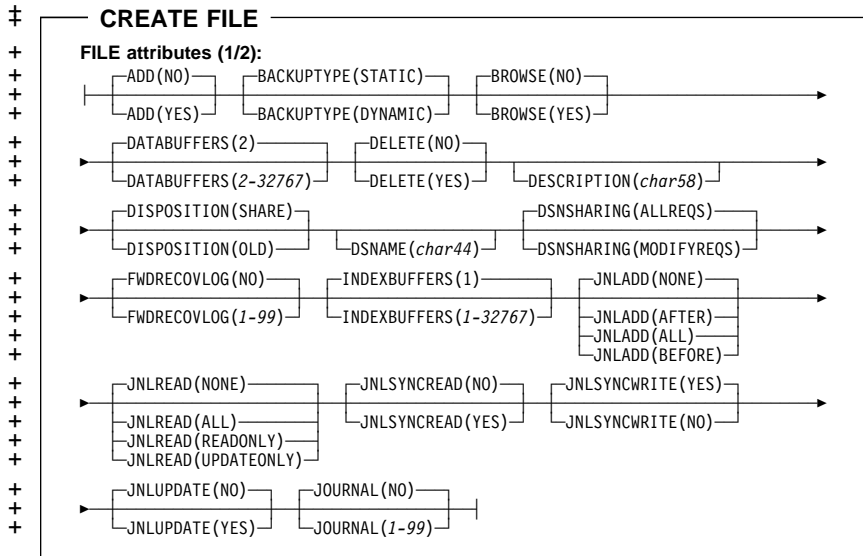 ‡ CREATE FILE
+ FILE attributes (1/2):
+ ADD(NO) BACKUPTYPE(STATIC) BROWSE(NO)
+
+ ADD(YES) BACKUPTYPE(DYNAMIC) BROWSE(YES)
+ DATABUFFERS(2) DELETE(NO)
+
+ DATABUFFERS(2-32767) DELETE(YES) DESCRIPTION(char58)
+ DISPOSITION(SHARE) DSNSHARING(ALLREQS)
+
+ DISPOSITION(OLD) DSNAME(char44) DSNSHARING(MODIFYREQS)
+ FWDRECOVLOG(NO) INDEXBUFFERS(1) JNLADD(NONE)
+
+ FWDRECOVLOG(1-99) INDEXBUFFERS(1-32767) JNLADD(AFTER)
+ JNLADD(ALL)
+ JNLADD(BEFORE)
+ JNLREAD(NONE) JNLSYNCREAD(NO) JNLSYNCWRITE(YES)
+
+ JNLREAD(ALL) JNLSYNCREAD(YES) JNLSYNCWRITE(NO)
+ JNLREAD(READONLY)
+ JNLREAD(UPDATEONLY)
+ JNLUPDATE(NO) JOURNAL(NO)
+
+ JNLUPDATE(YES) JOURNAL(1-99)